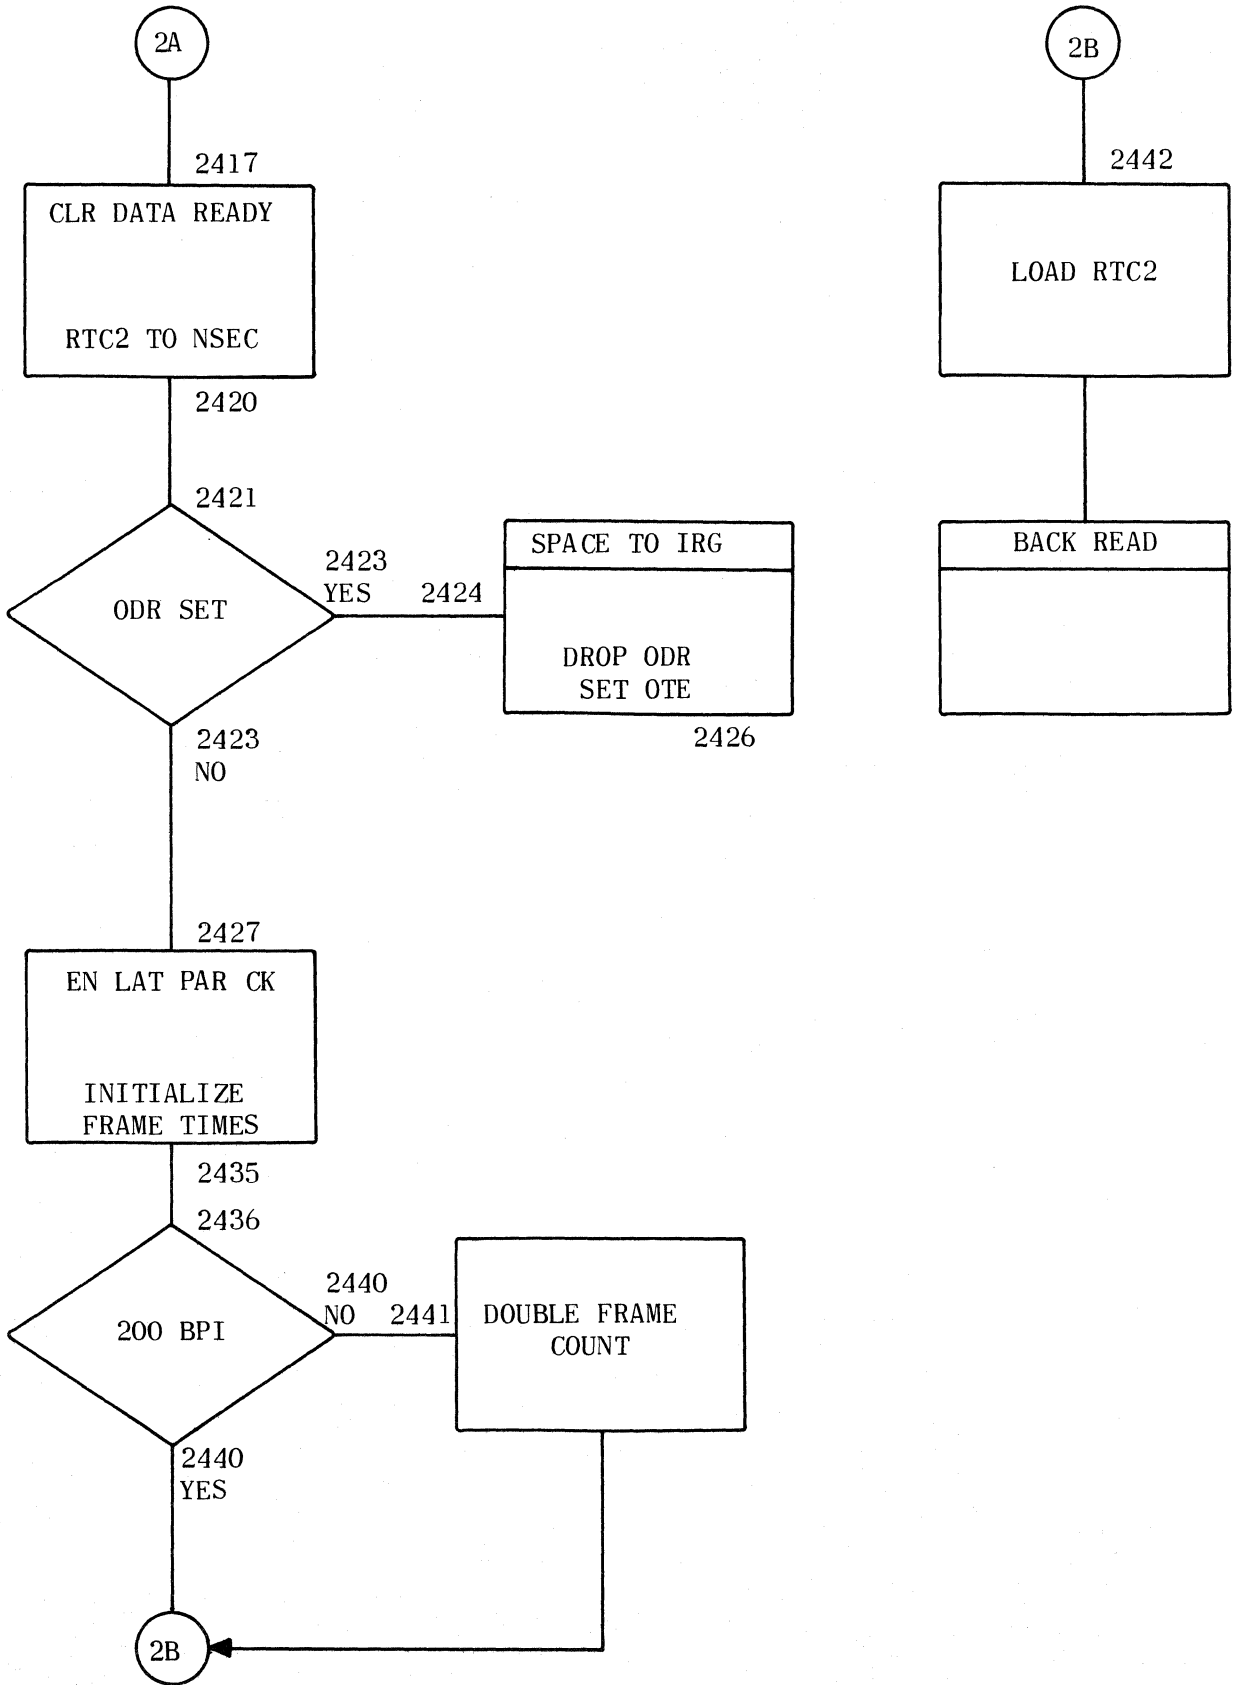 2A
2417
CLR DATA READY
RTC2 TO NSEC
2420
2421
ODR SET
2423
YES 2424
SPACE TO IRG
DROP ODR
SET OTE
2426
2423
NO
2427
EN LAT PAR CK
INITIALIZE
FRAME TIMES
2435
2436
200 BPI
2440
NO 2441
DOUBLE FRAME
COUNT
2440
YES
2B
2B
2442
LOAD RTC2
BACK READ